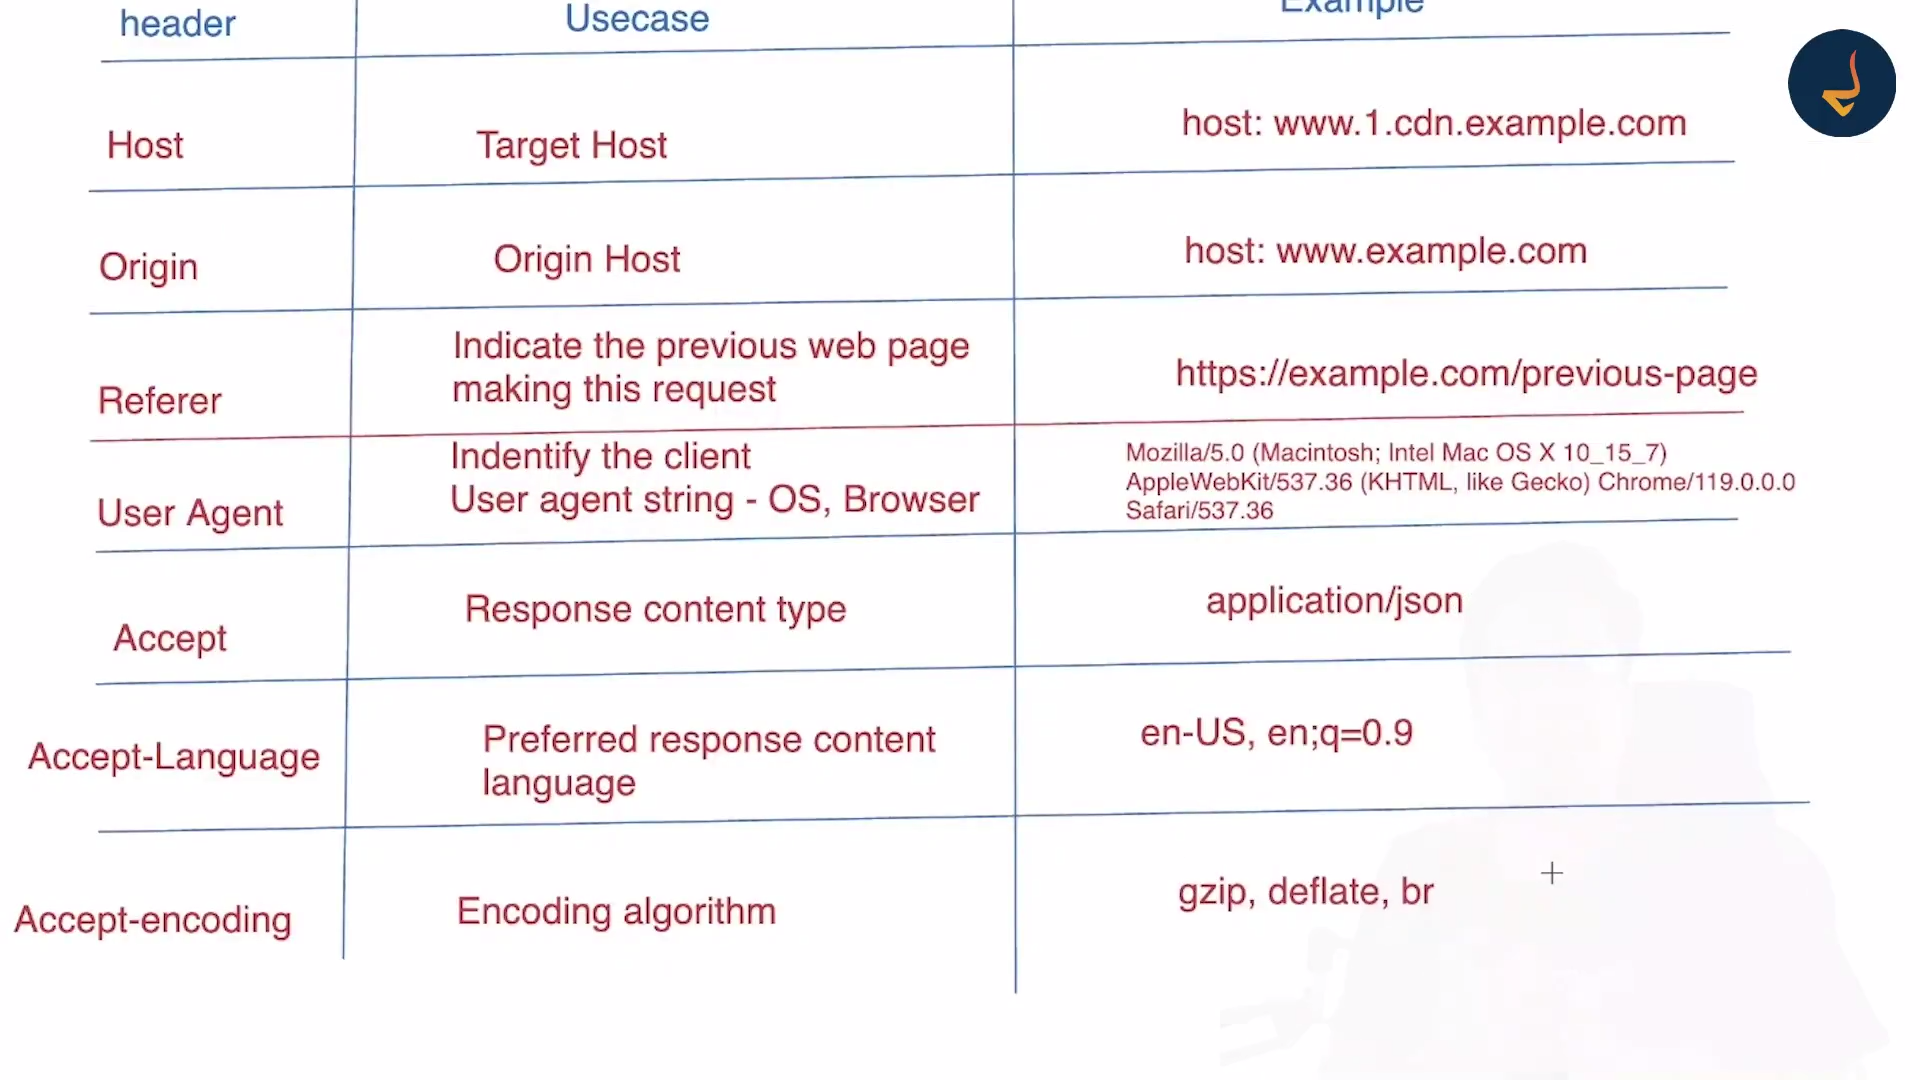 header Usecase Example
Host Target Host host: www.1.cdn.example.com
Origin Origin Host host: www.example.com
Referer Indicate the previous web page
making this request https://example.com/previous-page
User Agent Indentify the client
User agent string - OS, Browser Mozilla/5.0 (Macintosh; Intel Mac OS X 10_15_7)
AppleWebKit/537.36 (KHTML, like Gecko) Chrome/119.0.0.0
Safari/537.36
Accept Response content type application/json
Accept-Language Preferred response content
language en-US, en;q=0.9
Accept-encoding Encoding algorithm gzip, deflate, br